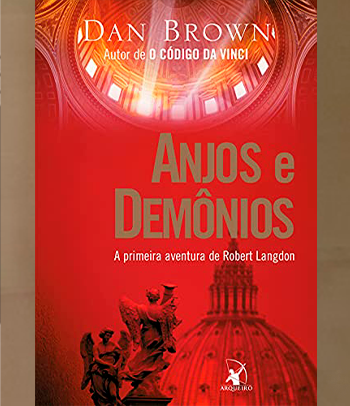 DAN BROWN
Autor de O CÓDIGO DA VINCI
ANJOS e
DEMÔNIOS
A primeira aventura de Robert Langdon
ARQUEIRO